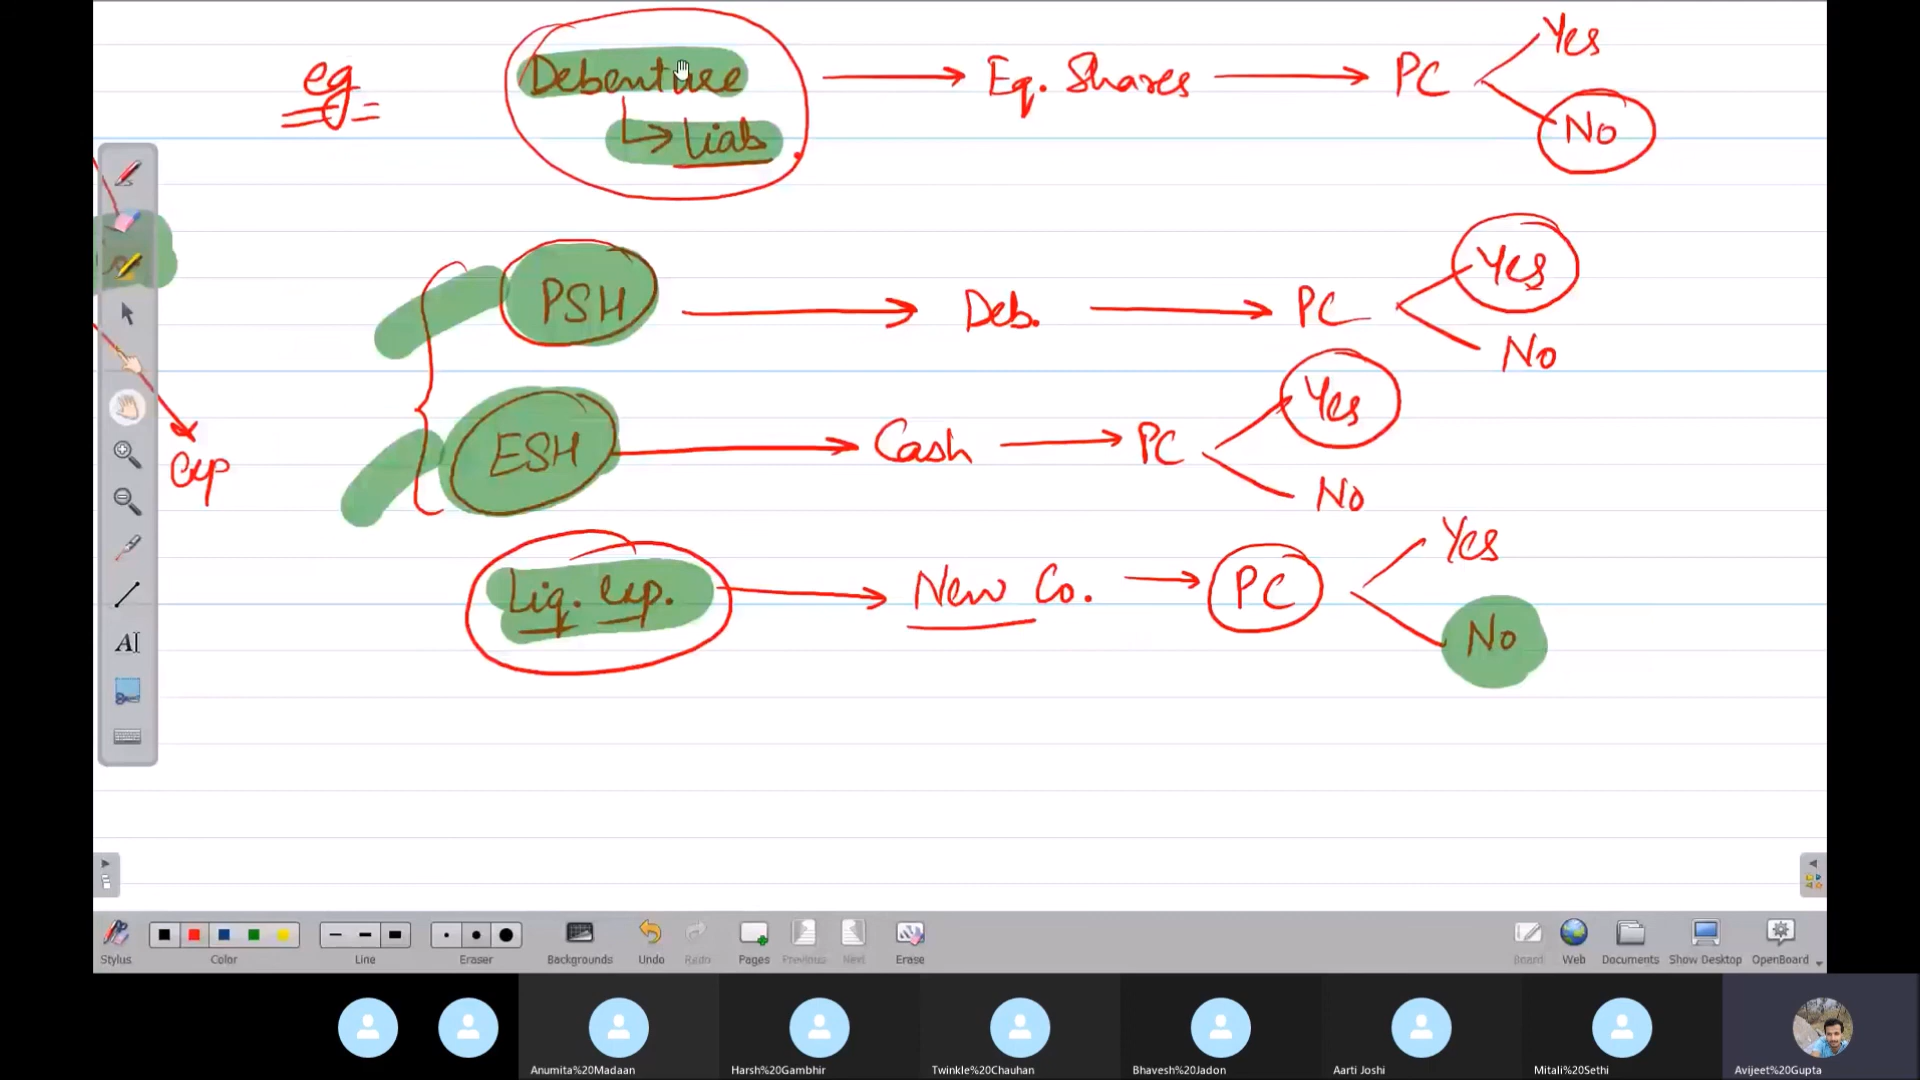 eg Debenture → Eq. Shares → PC Yes
No
↳ Liab.
PSH → Deb. → PC Yes
No
ESH → Cash → PC Yes
No
Exp
Liq. Exp. → New Co. → PC Yes
No
Stylus Color Line Eraser Backgrounds Undo Redo Pages Previous Next Erase Board Web Documents Show Desktop OpenBoard
Anumita%20Madaan Harsh%20Gambhir Twinkle%20Chauhan Bhavesh%20Jadon Aarti Joshi Mitali%20Sethi Avijeet%20Gupta